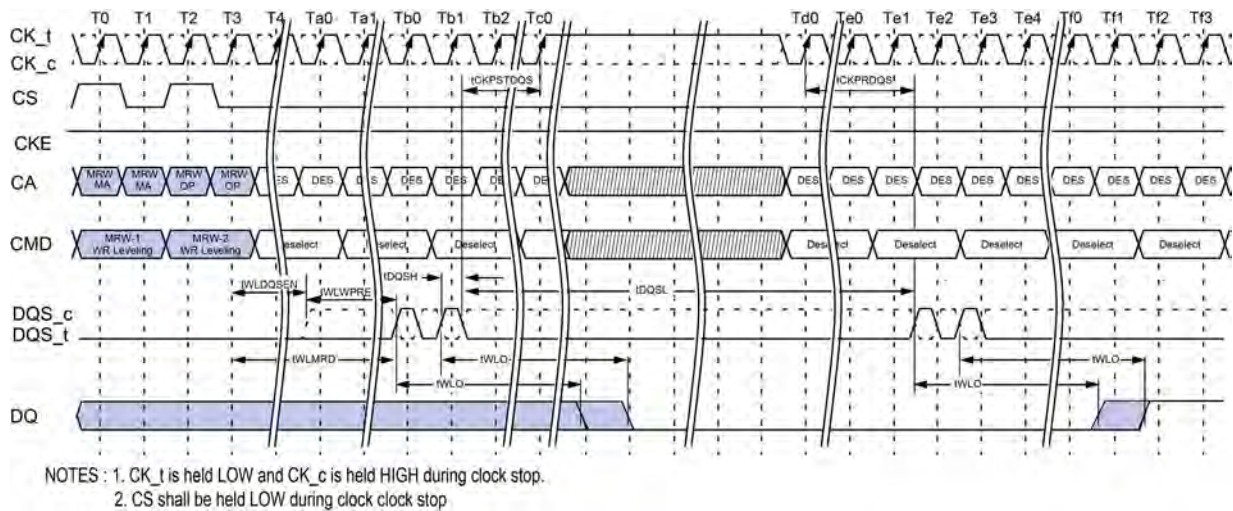 T0 T1 T2 T3 T4 Ta0 Ta1 Tb0 Tb1 Tb2 Tc0 Td0 Te0 Te1 Te2 Te3 Te4 Tf0 Tf1 Tf2 Tf3
CK_t
CK_c
tCKPSTDQS tCKPRDQS
CS
CKE
CA MRW MA MRW MA MRW OP MRW OP DES DES DES DES DES DES DES DES DES DES DES DES DES DES DES
CMD MRW-1 WR Leveling MRW-2 WR Leveling Deselect Deselect Deselect Deselect Deselect Deselect Deselect Deselect
tDQSH
tWLDQSEN tWLWPRE tDQSL
DQS_c
DQS_t
tWLMRD tWLO tWLO
tWLO tWLO
DQ
NOTES : 1. CK_t is held LOW and CK_c is held HIGH during clock stop.
2. CS shall be held LOW during clock clock stop